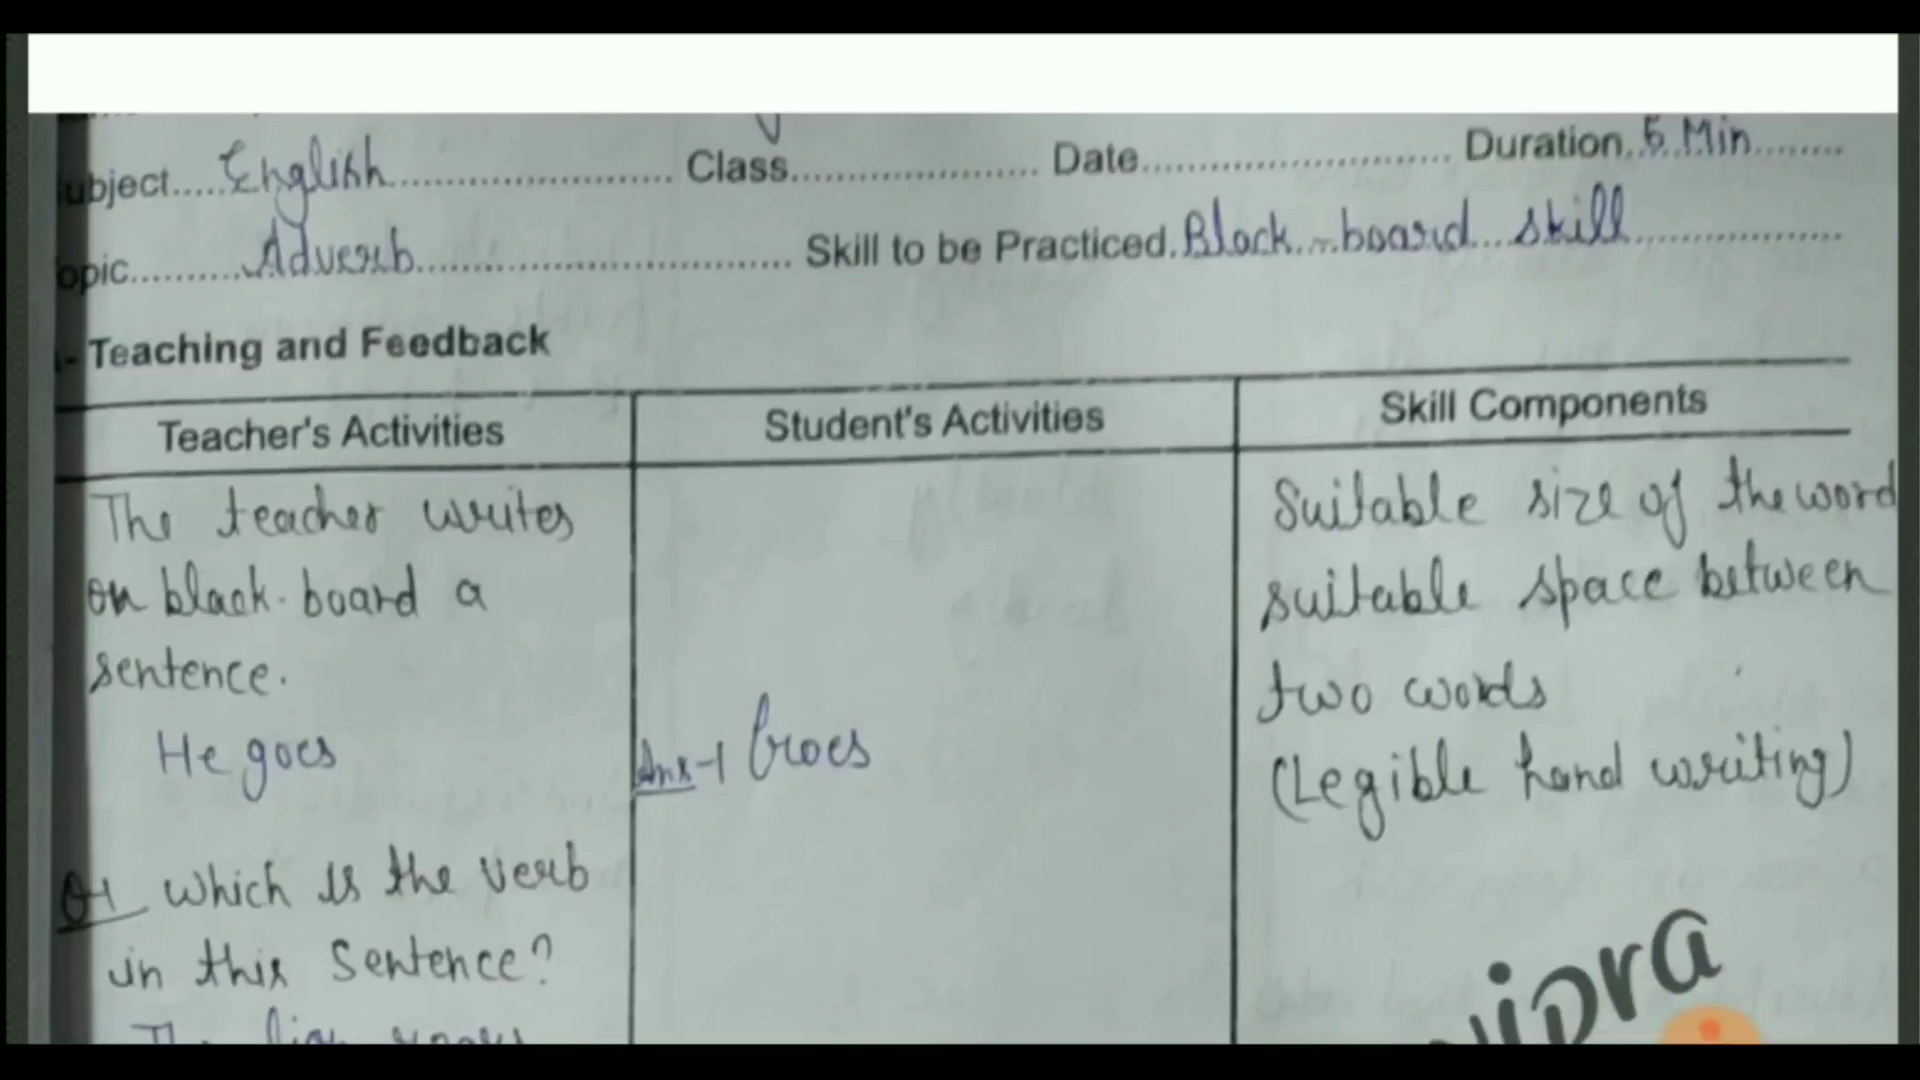 ubject.....English.............................. Class........................... Date.................................. Duration..5 Min........
opic..........Adverb.................................... Skill to be Practiced.Black...board...skill......................
- Teaching and Feedback
Teacher's Activities Student's Activities Skill Components
The teacher writes
on black-board a
sentence.
He goes
Q-1 which is the verb
in this Sentence?
Ans-1 Goes
Suitable size of the word
suitable space between
two words
(Legible hand writing)